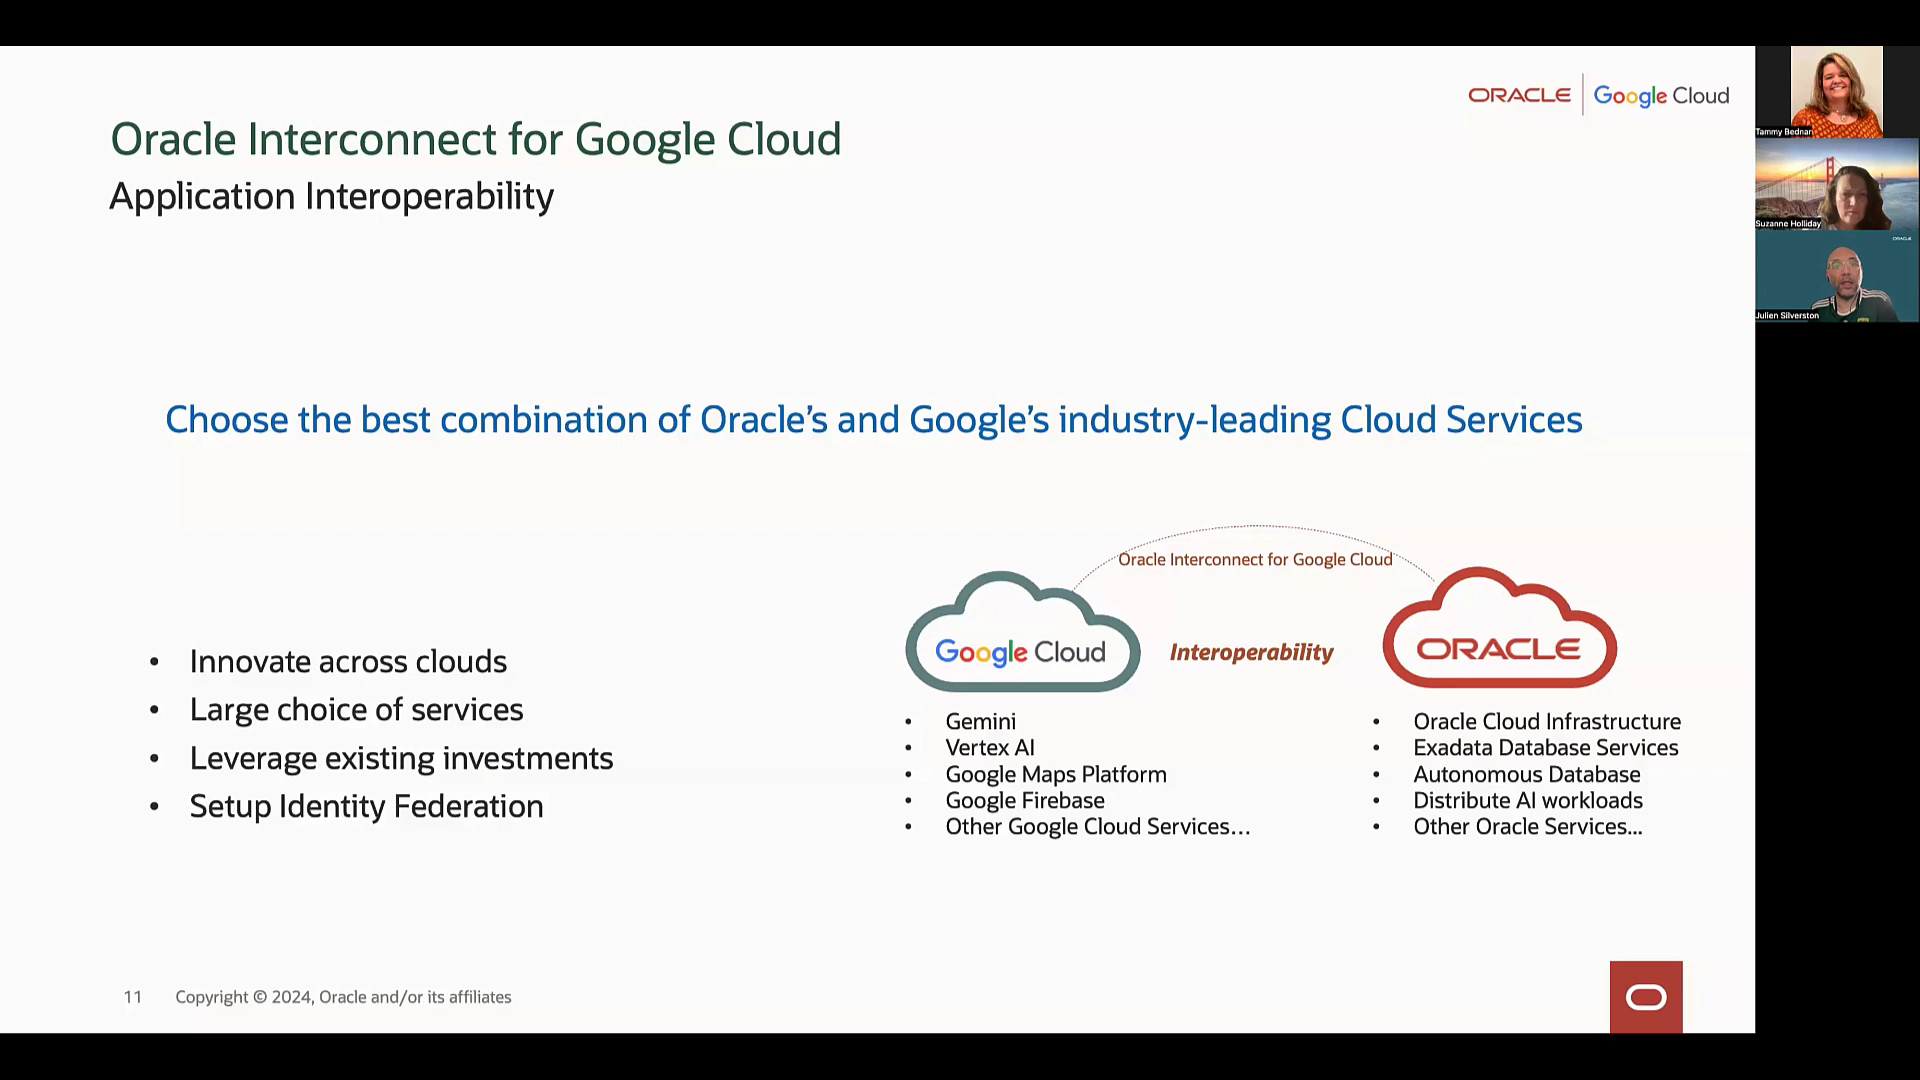 ORACLE | Google Cloud
Oracle Interconnect for Google Cloud
Application Interoperability
Choose the best combination of Oracle's and Google's industry-leading Cloud Services
• Innovate across clouds
• Large choice of services
• Leverage existing investments
• Setup Identity Federation
Oracle Interconnect for Google Cloud
Google Cloud
Interoperability
ORACLE
• Gemini
• Vertex AI
• Google Maps Platform
• Google Firebase
• Other Google Cloud Services...
• Oracle Cloud Infrastructure
• Exadata Database Services
• Autonomous Database
• Distribute AI workloads
• Other Oracle Services...
11
Copyright © 2024, Oracle and/or its affiliates
Tammy Bednar
Suzanne Holliday
ORACLE
Julien Silverston